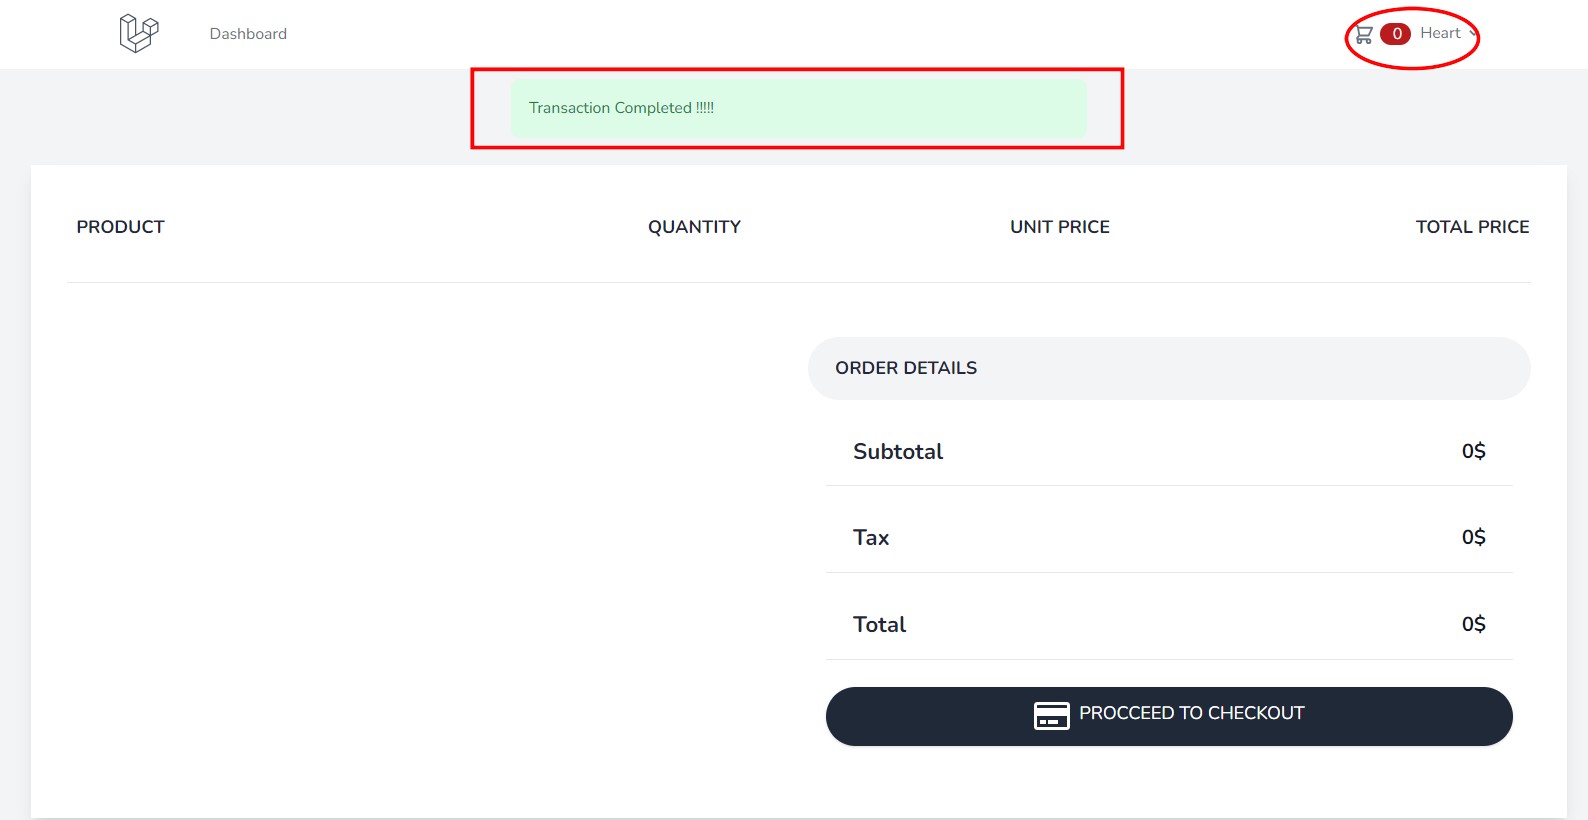 Dashboard
0 Heart
Transaction Completed !!!!!
PRODUCT QUANTITY UNIT PRICE TOTAL PRICE
ORDER DETAILS
Subtotal 0$
Tax 0$
Total 0$
PROCCEED TO CHECKOUT